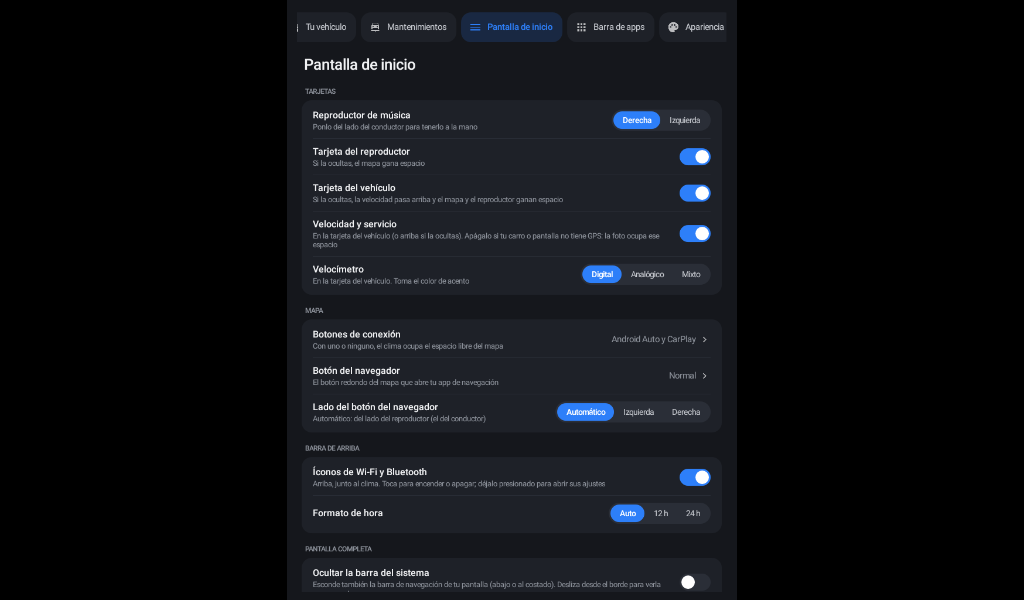 Tu vehículo
Mantenimientos
Pantalla de inicio
Barra de apps
Apariencia
Pantalla de inicio
TARJETAS
Reproductor de música
Ponlo del lado del conductor para tenerlo a la mano
Derecha
Izquierda
Tarjeta del reproductor
Si la ocultas, el mapa gana espacio
Tarjeta del vehículo
Si la ocultas, la velocidad pasa arriba y el mapa y el reproductor ganan espacio
Velocidad y servicio
En la tarjeta del vehículo (o arriba si la ocultas). Apágalo si tu carro o pantalla no tiene GPS: la foto ocupa ese
espacio
Velocímetro
En la tarjeta del vehículo. Toma el color de acento
Digital
Analógico
Mixto
MAPA
Botones de conexión
Con uno o ninguno, el clima ocupa el espacio libre del mapa
Android Auto y CarPlay
Botón del navegador
El botón redondo del mapa que abre tu app de navegación
Normal
Lado del botón del navegador
Automático: del lado del reproductor (el del conductor)
Automático
Izquierda
Derecha
BARRA DE ARRIBA
Íconos de Wi-Fi y Bluetooth
Arriba, junto al clima. Toca para encender o apagar; déjalo presionado para abrir sus ajustes
Formato de hora
Auto
12 h
24 h
PANTALLA COMPLETA
Ocultar la barra del sistema
Esconde también la barra de navegación de tu pantalla (abajo o al costado). Desliza desde el borde para verla